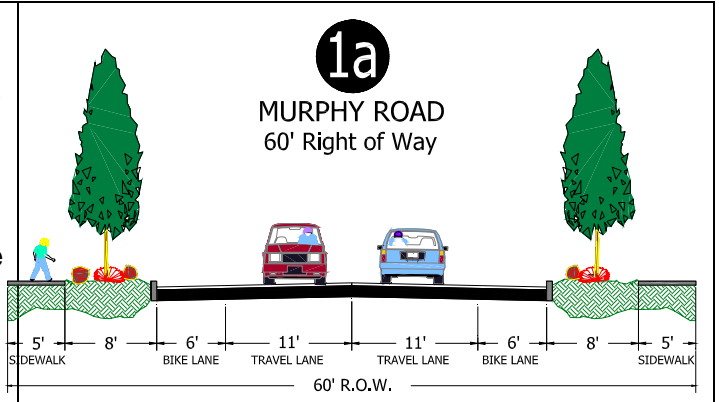 1a
MURPHY ROAD
60' Right of Way
e
5' 8' 6' 11' 11' 6' 8' 5'
SIDEWALK BIKE LANE TRAVEL LANE TRAVEL LANE BIKE LANE SIDEWALK
60' R.O.W.